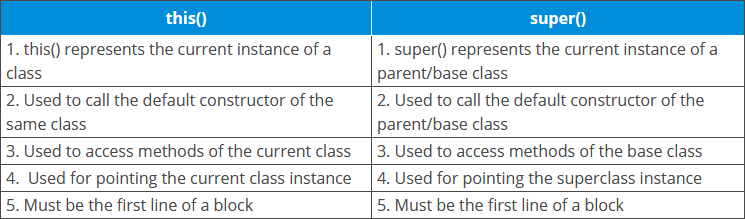 this()
super()
1. this() represents the current instance of a
class
1. super() represents the current instance of a
parent/base class
2. Used to call the default constructor of the
same class
2. Used to call the default constructor of the
parent/base class
3. Used to access methods of the current class
3. Used to access methods of the base class
4.  Used for pointing the current class instance
4. Used for pointing the superclass instance
5. Must be the first line of a block
5. Must be the first line of a block